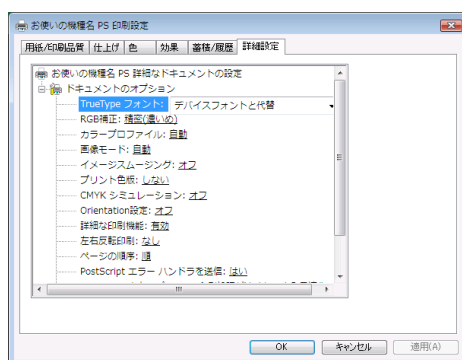 お使いの機種名 PS 印刷設定
用紙/印刷品質 仕上げ 色 効果 蓄積/履歴 詳細設定
お使いの機種名 PS 詳細なドキュメントの設定
ドキュメントのオプション
TrueType フォント: デバイスフォントと代替
RGB補正: 精密(濃いめ)
カラープロファイル: 自動
画像モード: 自動
イメージスムージング: オフ
プリント色版: しない
CMYK シミュレーション: オフ
Orientation設定: オフ
詳細な印刷機能: 有効
左右反転印刷: なし
ページの順序: 順
PostScript エラー ハンドラを送信: はい
OK キャンセル 適用(A)